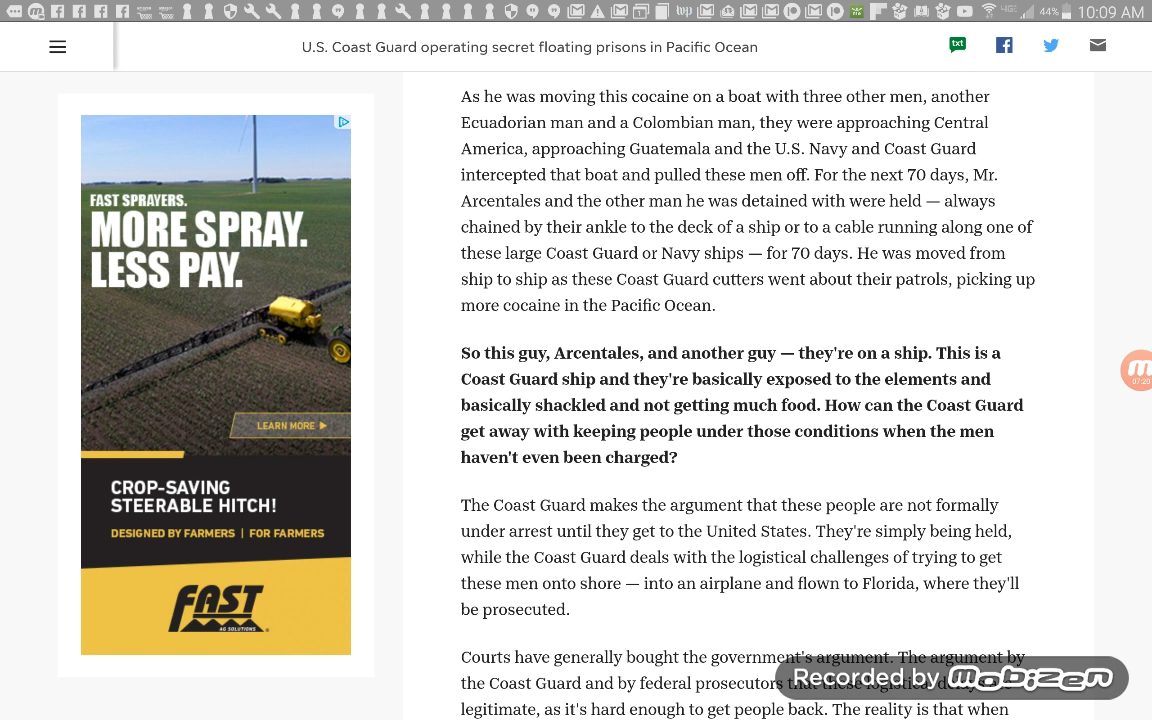 44% 10:09 AM
U.S. Coast Guard operating secret floating prisons in Pacific Ocean
txt
FAST SPRAYERS.
MORE SPRAY.
LESS PAY.
LEARN MORE
CROP-SAVING
STEERABLE HITCH!
DESIGNED BY FARMERS | FOR FARMERS
FAST
AG SOLUTIONS
As he was moving this cocaine on a boat with three other men, another
Ecuadorian man and a Colombian man, they were approaching Central
America, approaching Guatemala and the U.S. Navy and Coast Guard
intercepted that boat and pulled these men off. For the next 70 days, Mr.
Arcentales and the other man he was detained with were held — always
chained by their ankle to the deck of a ship or to a cable running along one of
these large Coast Guard or Navy ships — for 70 days. He was moved from
ship to ship as these Coast Guard cutters went about their patrols, picking up
more cocaine in the Pacific Ocean.
So this guy, Arcentales, and another guy — they're on a ship. This is a
Coast Guard ship and they're basically exposed to the elements and
basically shackled and not getting much food. How can the Coast Guard
get away with keeping people under those conditions when the men
haven't even been charged?
The Coast Guard makes the argument that these people are not formally
under arrest until they get to the United States. They're simply being held,
while the Coast Guard deals with the logistical challenges of trying to get
these men onto shore — into an airplane and flown to Florida, where they'll
be prosecuted.
Courts have generally bought the government's argument. The argument by
the Coast Guard and by federal prosecutors that these logistical delays are
legitimate, as it's hard enough to get people back. The reality is that when
07:20
Recorded by mobizen